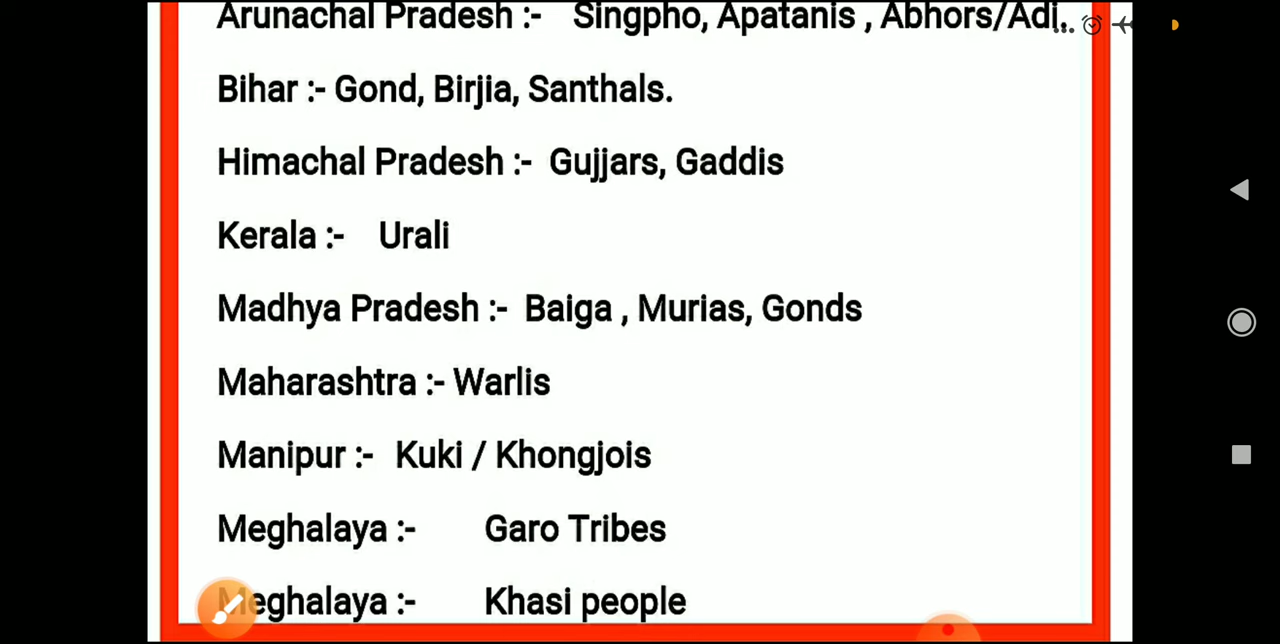 Arunachal Pradesh :- Singpho, Apatanis , Abhors/Adi,
Bihar :- Gond, Birjia, Santhals.
Himachal Pradesh :- Gujjars, Gaddis
Kerala :- Urali
Madhya Pradesh :- Baiga , Murias, Gonds
Maharashtra :- Warlis
Manipur :- Kuki / Khongjois
Meghalaya :- Garo Tribes
Meghalaya :- Khasi people